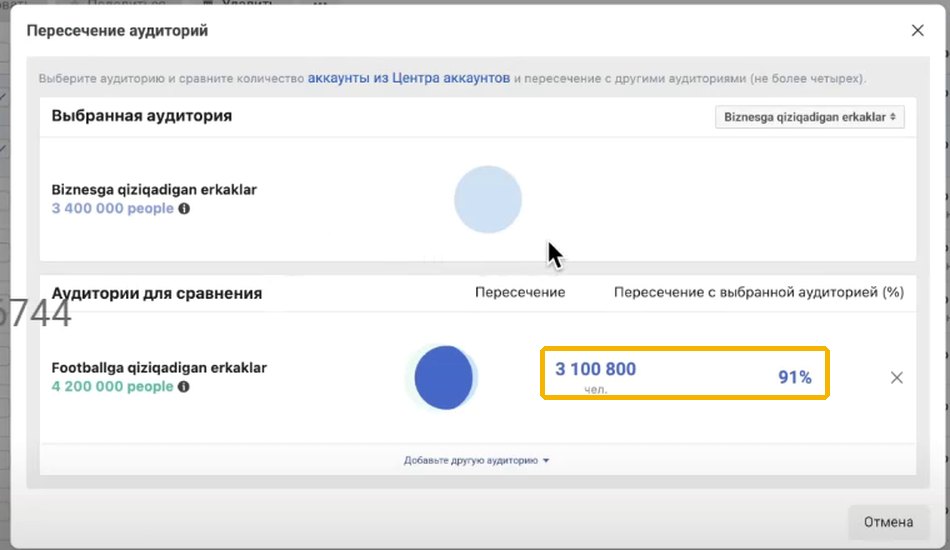 Поделиться
Удалить
Пересечение аудиторий
Выберите аудиторию и сравните количество аккаунты из Центра аккаунтов и пересечение с другими аудиториями (не более четырех).
Выбранная аудитория
Biznesga qiziqadigan erkaklar
Biznesga qiziqadigan erkaklar
3 400 000 people
Аудитории для сравнения
Пересечение
Пересечение с выбранной аудиторией (%)
5744
Footballga qiziqadigan erkaklar
4 200 000 people
3 100 800
чел.
91%
Добавьте другую аудиторию
Отмена